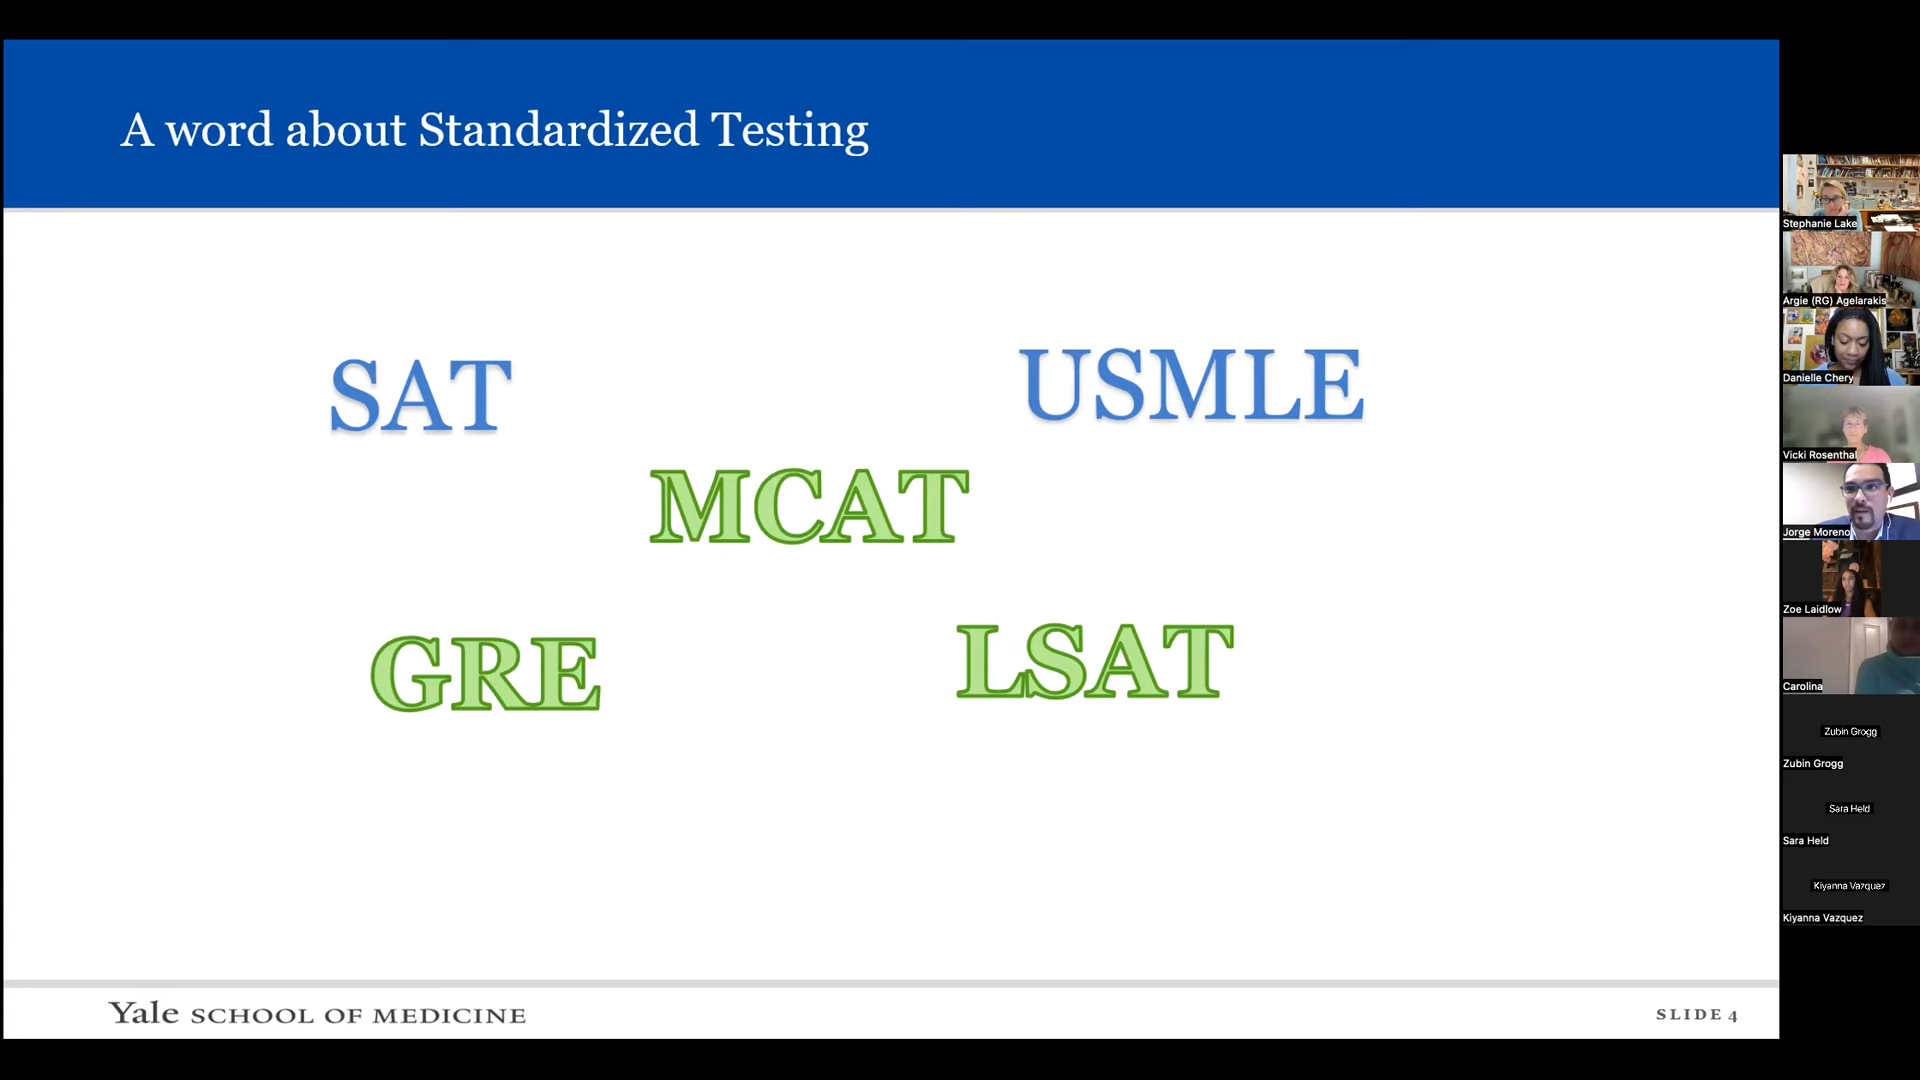 A word about Standardized Testing
SAT
USMLE
MCAT
GRE
LSAT
Yale SCHOOL OF MEDICINE
SLIDE 4
Stephanie Lake
Argie (RG) Agelarakis
Danielle Chery
Vicki Rosenthal
Jorge Moreno
Zoe Laidlow
Carolina
Zubin Grogg
Zubin Grogg
Sara Held
Sara Held
Kiyanna Vazquez
Kiyanna Vazquez